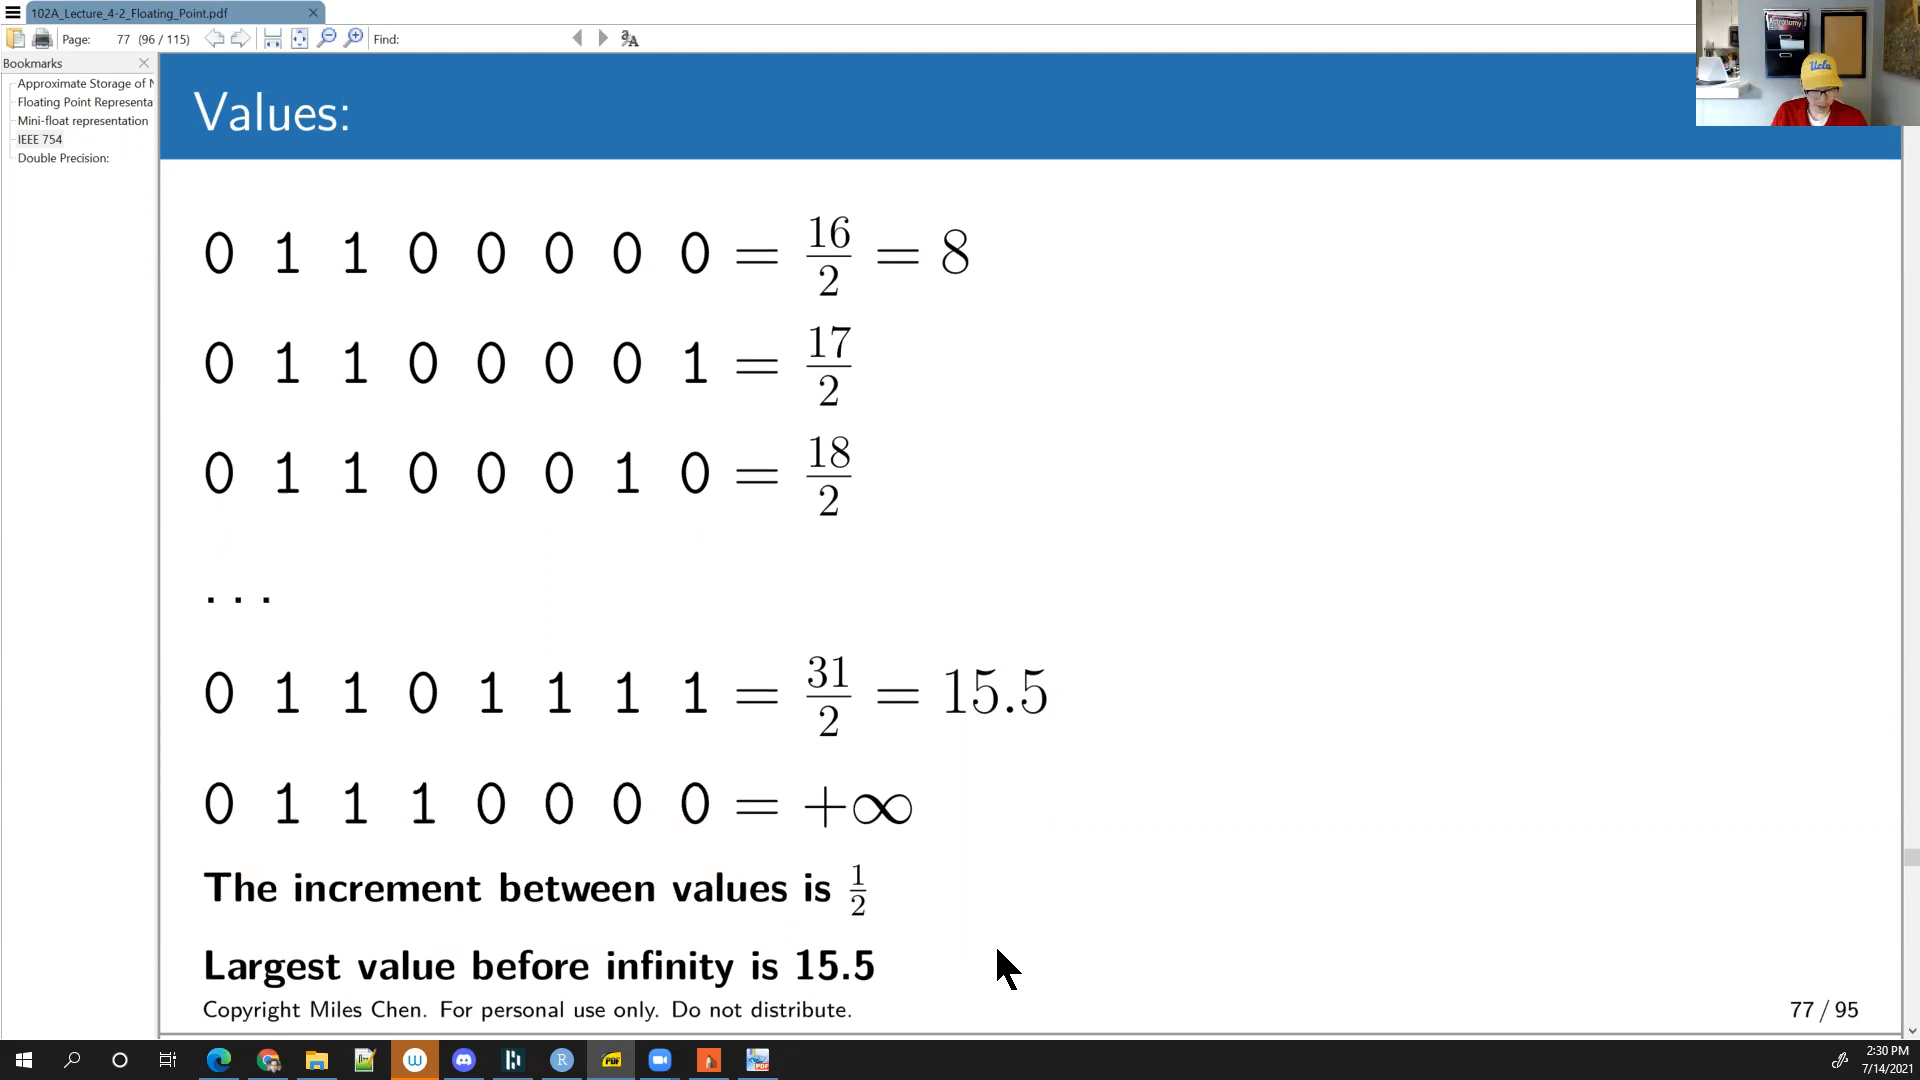 102A_Lecture_4-2_Floating_Point.pdf
Page: 77 (96 / 115) Find:
Bookmarks
Approximate Storage of N
Floating Point Representa
Mini-float representation
IEEE 754
Double Precision:
Astronomy
Ucla
Values:
0 1 1 0 0 0 0 0 = 16/2 = 8
0 1 1 0 0 0 0 1 = 17/2
0 1 1 0 0 0 1 0 = 18/2
. . .
0 1 1 0 1 1 1 1 = 31/2 = 15.5
0 1 1 1 0 0 0 0 = +∞
The increment between values is 1/2
Largest value before infinity is 15.5
Copyright Miles Chen. For personal use only. Do not distribute.
77 / 95
2:30 PM
7/14/2021